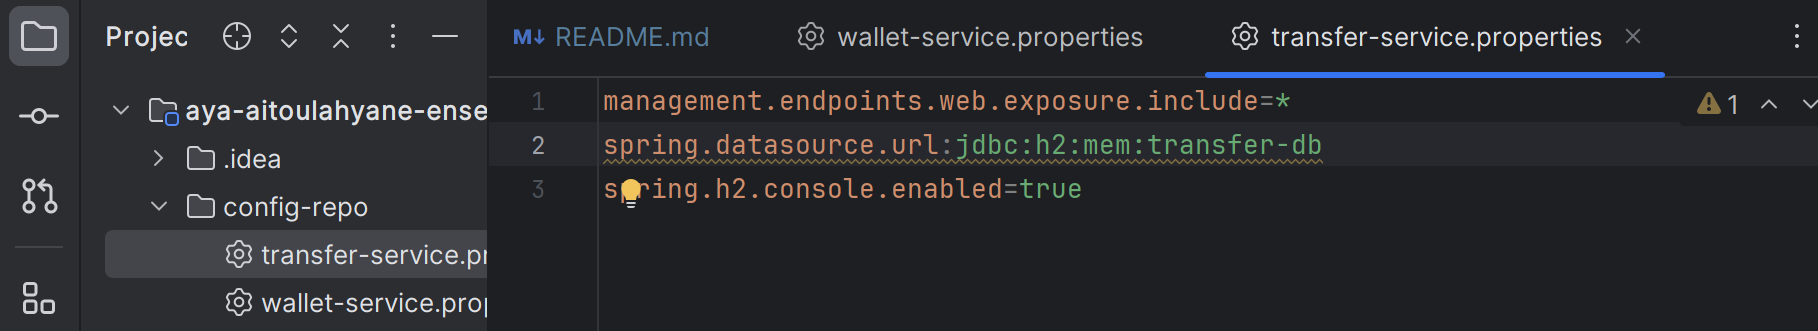 Projec
README.md
wallet-service.properties
transfer-service.properties
aya-aitoulahyane-ense
.idea
config-repo
transfer-service.pr
wallet-service.prop
1 management.endpoints.web.exposure.include=*
2 spring.datasource.url:jdbc:h2:mem:transfer-db
3 spring.h2.console.enabled=true
1